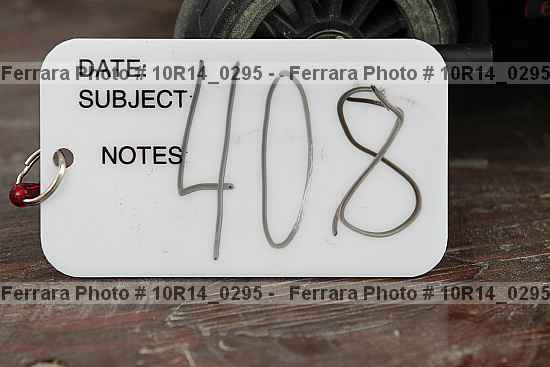 DATE:
Ferrara Photo # 10R14_0295 - Ferrara Photo # 10R14_0295
SUBJECT:
408
NOTES:
Ferrara Photo # 10R14_0295 - Ferrara Photo # 10R14_0295